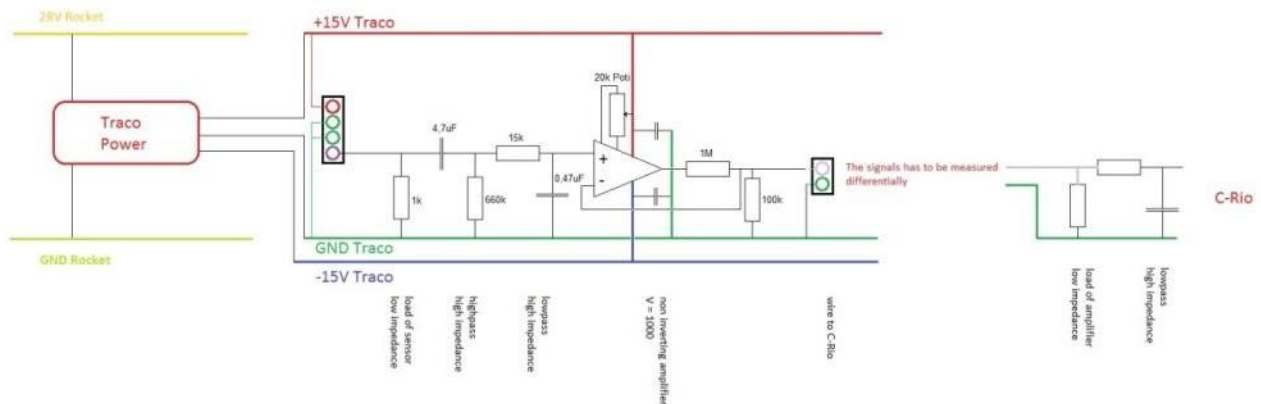 28V Rocket
+15V Traco
Traco
Power
20k Poti
4,7uF
15k
1M
0,47uF
1k
660k
100k
The signals has to be measured
differentially
C-Rio
GND Traco
GND Rocket
-15V Traco
load of sensor
low impedance
highpass
high impedance
lowpass
high impedance
non inverting amplifier
V = 1000
wire to C-Rio
load of amplifier
low impedance
lowpass
high impedance